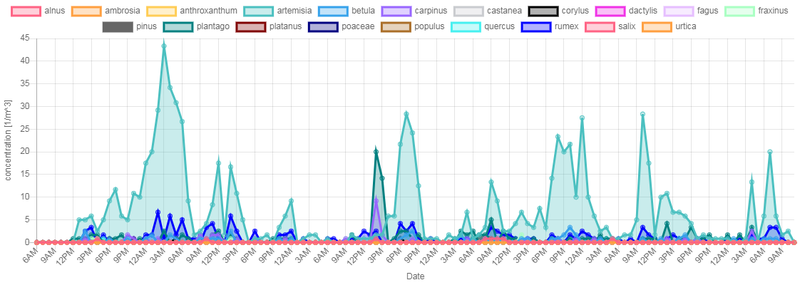 alnus ambrosia anthroxanthum artemisia betula carpinus castanea corylus dactylis fagus fraxinus
pinus plantago platanus poaceae populus quercus rumex salix urtica
concentration [1/m^3]
45
40
35
30
25
20
15
10
5
0
6AM 9AM 12PM 3PM 6PM 9PM 12AM 3AM 6AM 9AM 12PM 3PM 6PM 9PM 12AM 3AM 6AM 9AM 12PM 3PM 6PM 9PM 12AM 3AM 6AM 9AM 12PM 3PM 6PM 9PM 12AM 3AM 6AM 9AM 12PM 3PM 6PM 9PM 12AM 3AM 6AM 9AM
Date